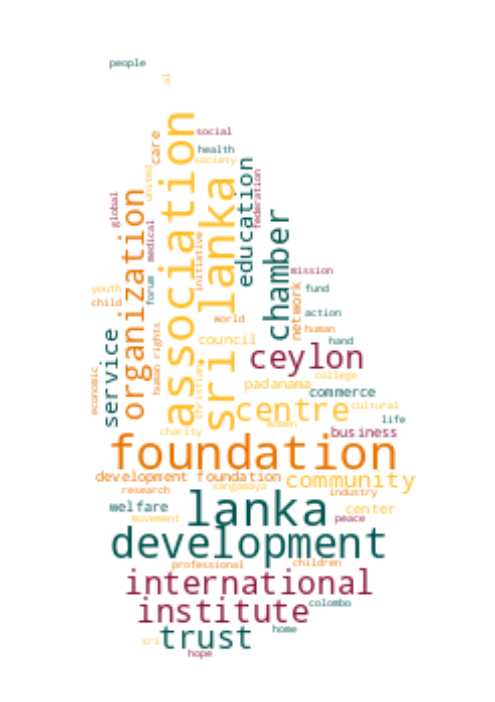 people
al
social
care
health
society
association
sri lanka
education
federation
united
organization
global
medical
initiative
chamber
mission
youth
child
forum
fund
network
world
action
human
human rights
service
council
hand
ceylon
economic
christian
college
padanama
commerce
centre
cultural
life
women
charity
business
foundation
development foundation
community
sangamaya
research
industry
lanka
welfare
center
movement
peace
development
professional
children
international
institute
colombo
trust
home
sri
hope